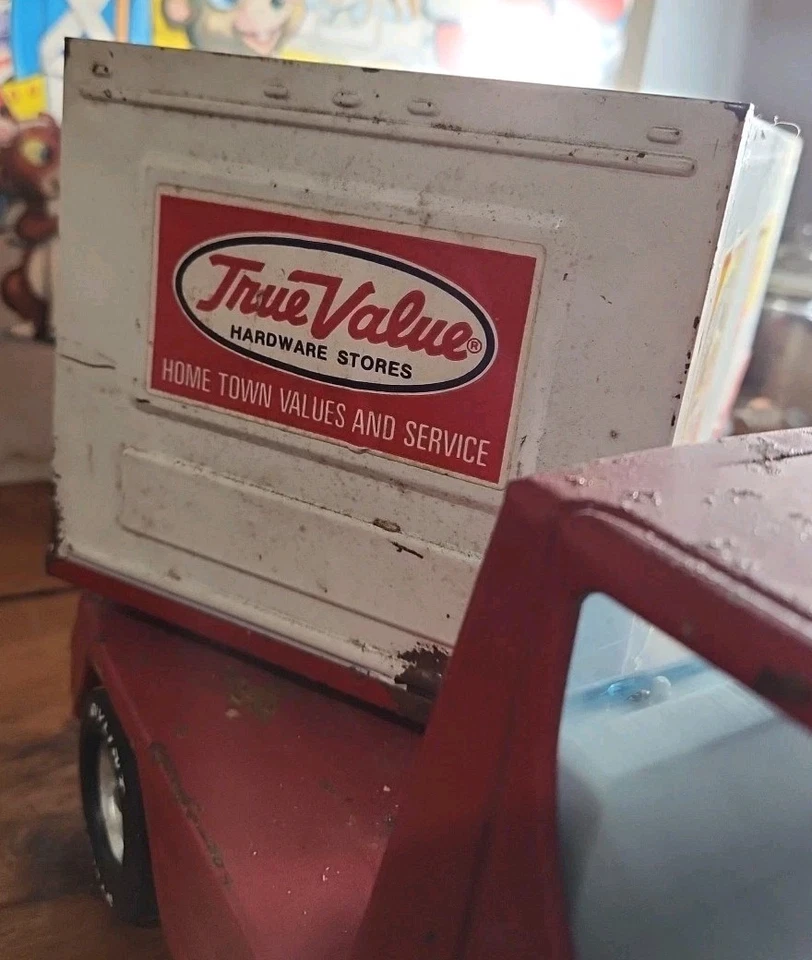 True Value®
HARDWARE STORES
HOME TOWN VALUES AND SERVICE